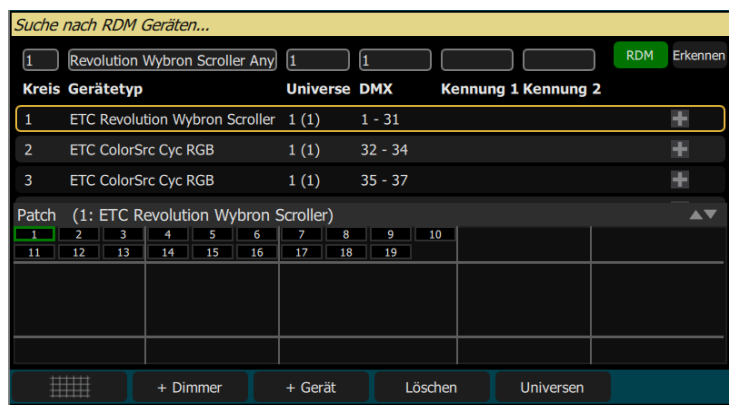 Suche nach RDM Geräten...
1 Revolution Wybron Scroller Any 1 1 RDM Erkennen
Kreis Gerätetyp Universe DMX Kennung 1 Kennung 2
1 ETC Revolution Wybron Scroller 1 (1) 1 - 31
2 ETC ColorSrc Cyc RGB 1 (1) 32 - 34
3 ETC ColorSrc Cyc RGB 1 (1) 35 - 37
Patch (1: ETC Revolution Wybron Scroller)
1 2 3 4 5 6 7 8 9 10
11 12 13 14 15 16 17 18 19
+ Dimmer + Gerät Löschen Universen